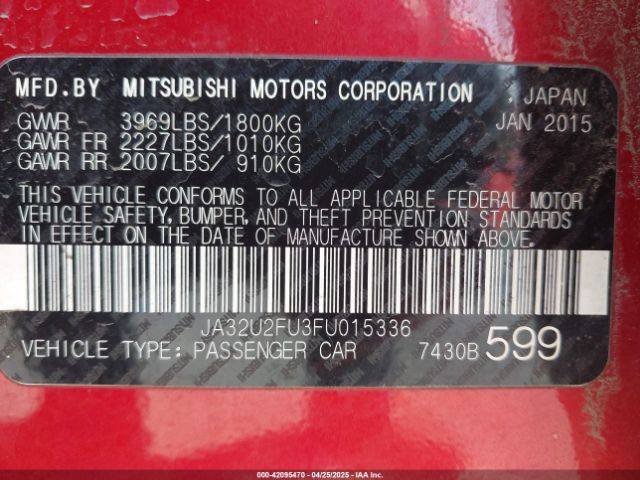 MFD.BY MITSUBISHI MOTORS CORPORATION , JAPAN
GVWR - 3969LBS/1800KG JAN 2015
GAWR FR 2227LBS/1010KG
GAWR RR 2007LBS/ 910KG
THIS VEHICLE CONFORMS TO ALL APPLICABLE FEDERAL MOTOR
VEHICLE SAFETY, BUMPER, AND THEFT PREVENTION STANDARDS
IN EFFECT ON THE DATE OF MANUFACTURE SHOWN ABOVE.
JA32U2FU3FU015336
VEHICLE TYPE: PASSENGER CAR 7430B 599
000-42095470 - 04/25/2025 - IAAI.COM